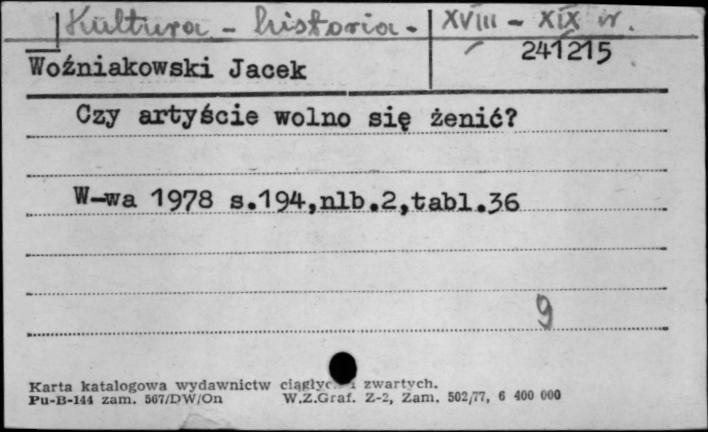 Kultura - historia - XVIII - XIX w.
241215
Woźniakowski Jacek
Czy artyście wolno się żenić?
W-wa 1978 s.194,nlb.2,tabl.36
9
Karta katalogowa wydawnictw i zwartych.
Pu-B-144 zam. 567/DW/On W.Z.Graf. Z-2, Zam. 502/77, 6 400 000